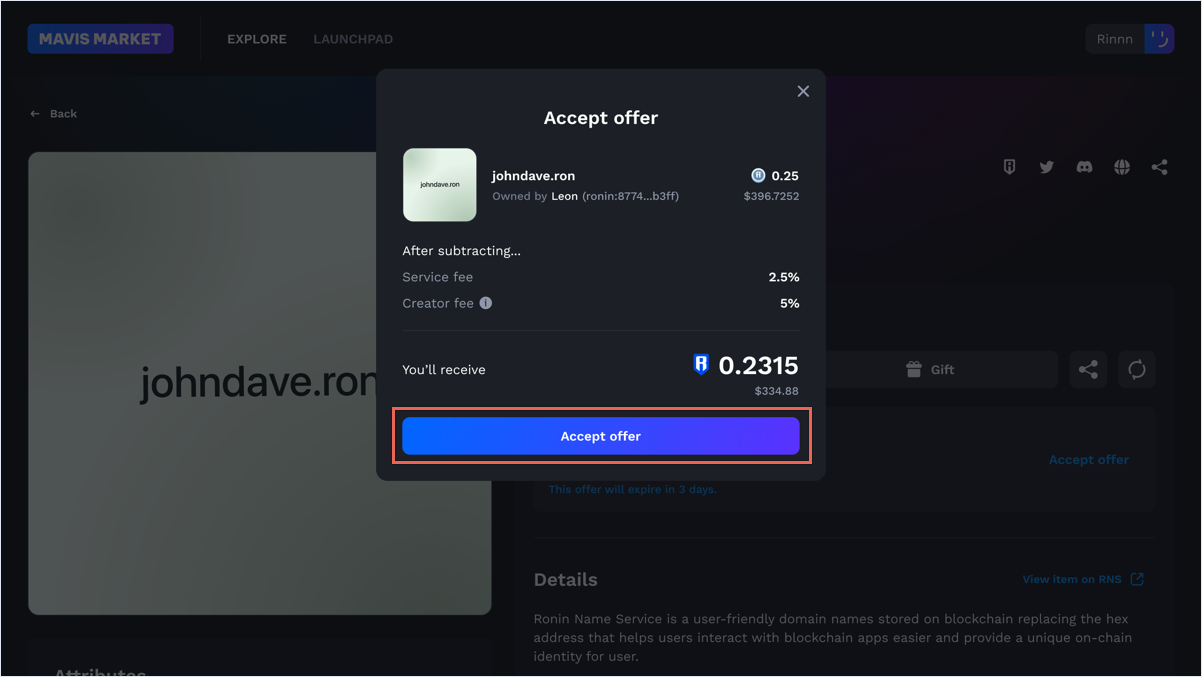 MAVIS MARKET
EXPLORE
LAUNCHPAD
Rinnn
Back
Accept offer
johndave.ron
johndave.ron
0.25
Owned by Leon (ronin:8774...b3ff)
$396.7252
After subtracting...
Service fee
2.5%
Creator fee
5%
You'll receive
0.2315
$334.88
Accept offer
johndave.ron
Gift
Accept offer
This offer will expire in 3 days.
Details
View item on RNS
Ronin Name Service is a user-friendly domain names stored on blockchain replacing the hex
address that helps users interact with blockchain apps easier and provide a unique on-chain
identity for user.
Attributes